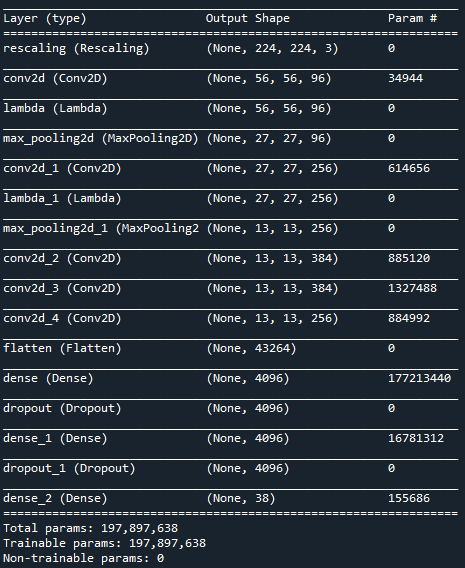 Layer (type) Output Shape Param #
=================================================================
rescaling (Rescaling) (None, 224, 224, 3) 0
conv2d (Conv2D) (None, 56, 56, 96) 34944
lambda (Lambda) (None, 56, 56, 96) 0
max_pooling2d (MaxPooling2D) (None, 27, 27, 96) 0
conv2d_1 (Conv2D) (None, 27, 27, 256) 614656
lambda_1 (Lambda) (None, 27, 27, 256) 0
max_pooling2d_1 (MaxPooling2 (None, 13, 13, 256) 0
conv2d_2 (Conv2D) (None, 13, 13, 384) 885120
conv2d_3 (Conv2D) (None, 13, 13, 384) 1327488
conv2d_4 (Conv2D) (None, 13, 13, 256) 884992
flatten (Flatten) (None, 43264) 0
dense (Dense) (None, 4096) 177213440
dropout (Dropout) (None, 4096) 0
dense_1 (Dense) (None, 4096) 16781312
dropout_1 (Dropout) (None, 4096) 0
dense_2 (Dense) (None, 38) 155686
=================================================================
Total params: 197,897,638
Trainable params: 197,897,638
Non-trainable params: 0